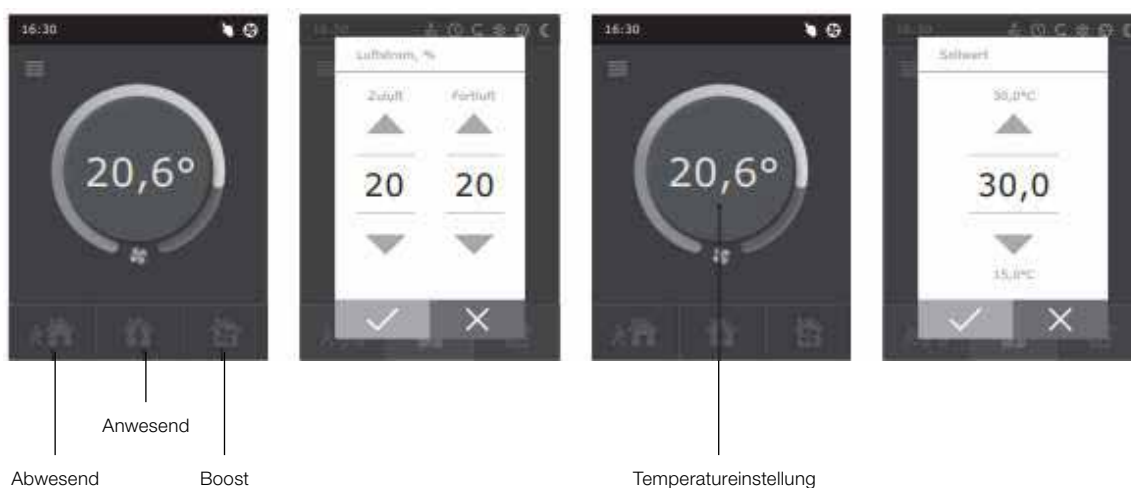 16:30
20,6°
Luftstrom, %
Zuluft Fortluft
20 20
16:30
20,6°
Sollwert
30,0°C
30,0
15,0°C
Anwesend
Abwesend Boost
Temperatureinstellung